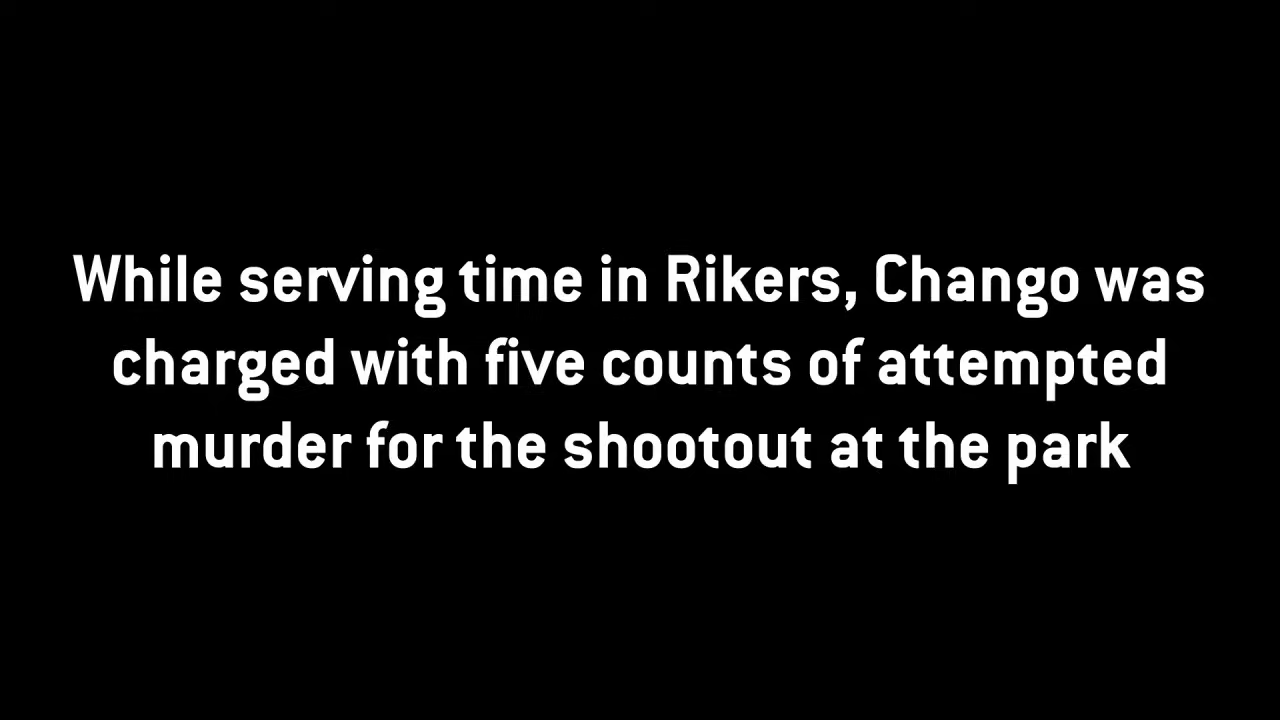 While serving time in Rikers, Chango was
charged with five counts of attempted
murder for the shootout at the park